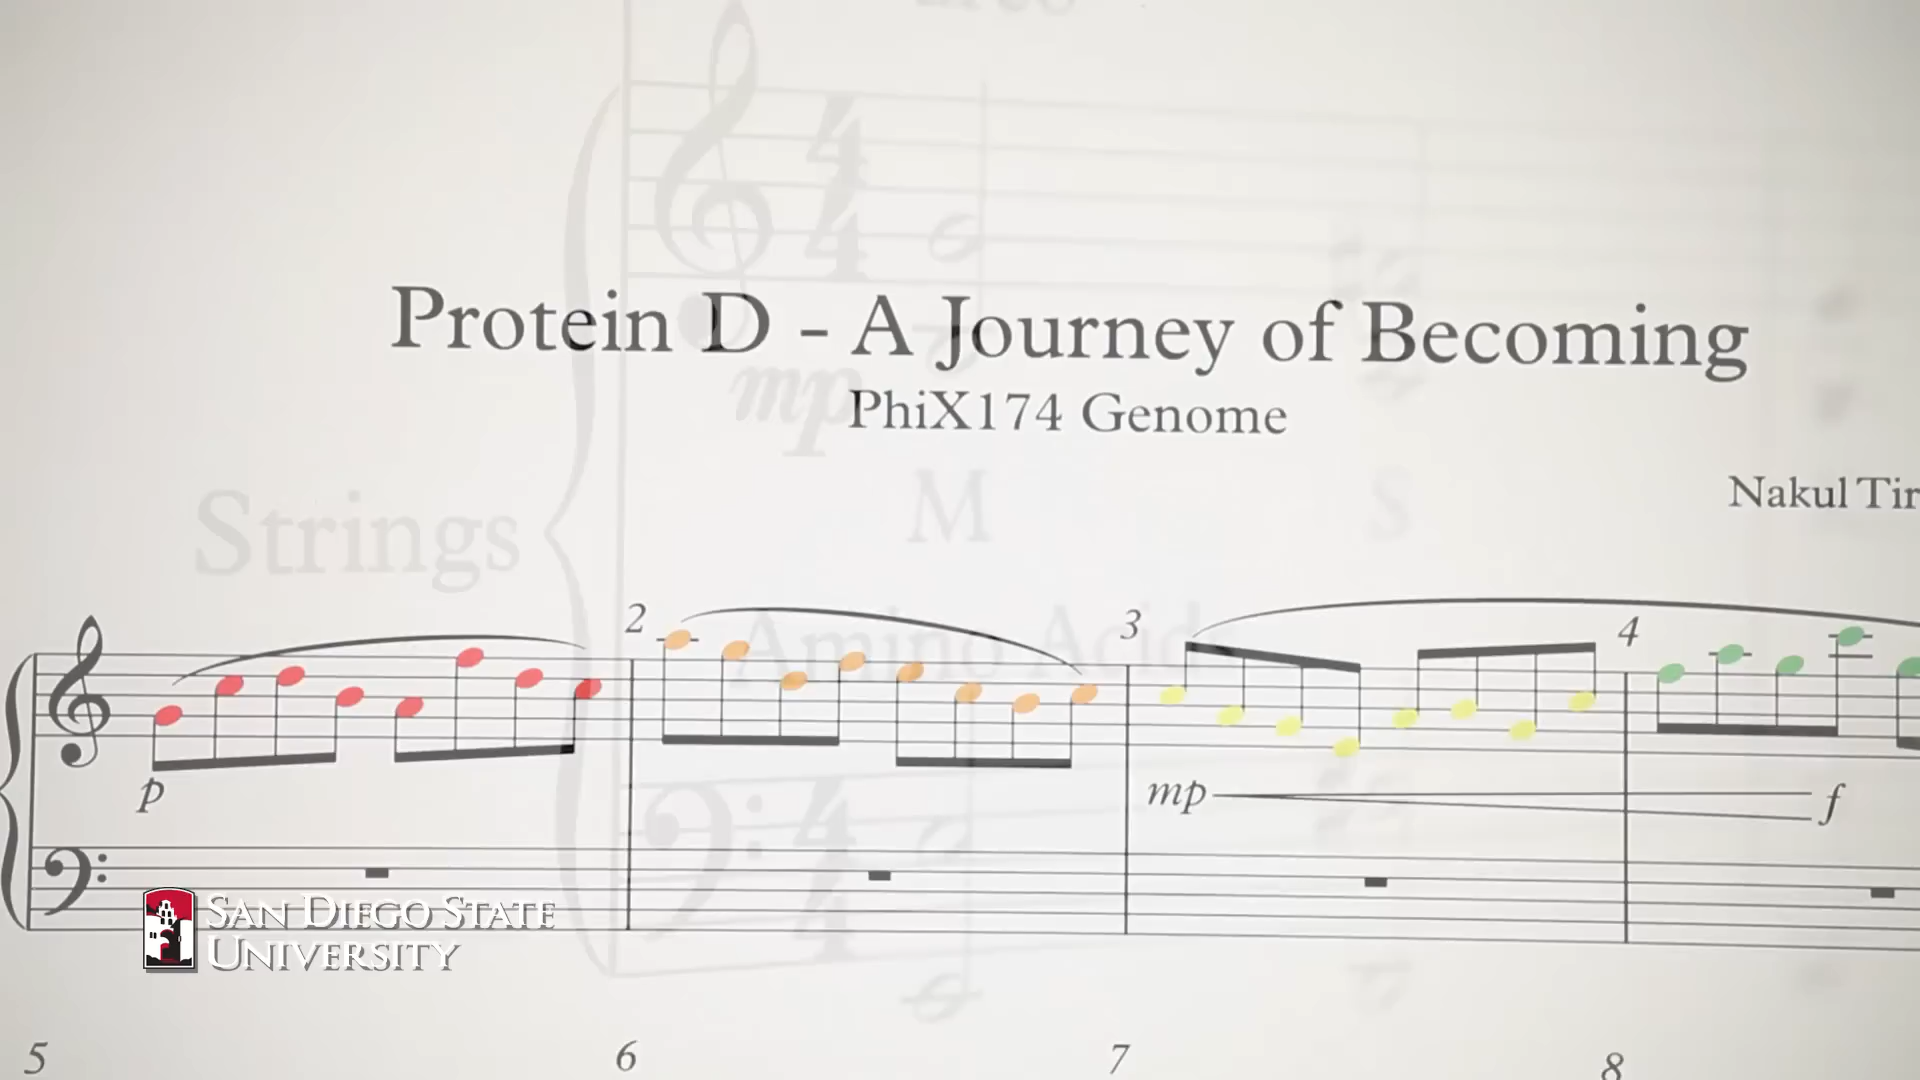 Protein D - A Journey of Becoming
PhiX174 Genome
Nakul
Strings
mp
M
S
Amino Acids
2
3
4
p
mp
f
SAN DIEGO STATE
UNIVERSITY
5
6
7
8